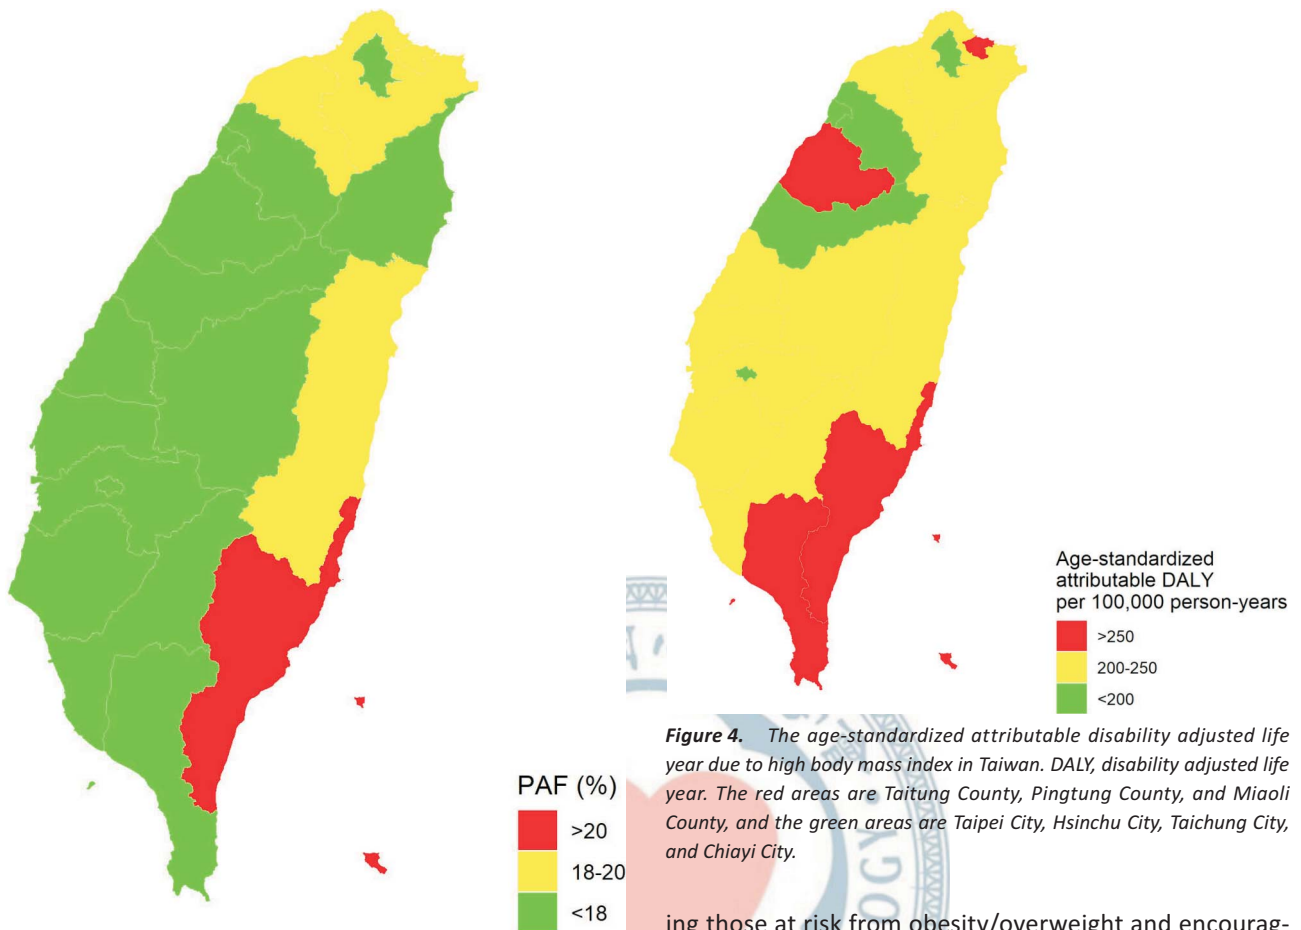 PAF (%)
>20
18-20
<18
Age-standardized
attributable DALY
per 100,000 person-years
>250
200-250
<200
Figure 4. The age-standardized attributable disability adjusted life
year due to high body mass index in Taiwan. DALY, disability adjusted life
year. The red areas are Taitung County, Pingtung County, and Miaoli
County, and the green areas are Taipei City, Hsinchu City, Taichung City,
and Chiayi City.
ing those at risk from obesity/overweight and encourag-
OGY